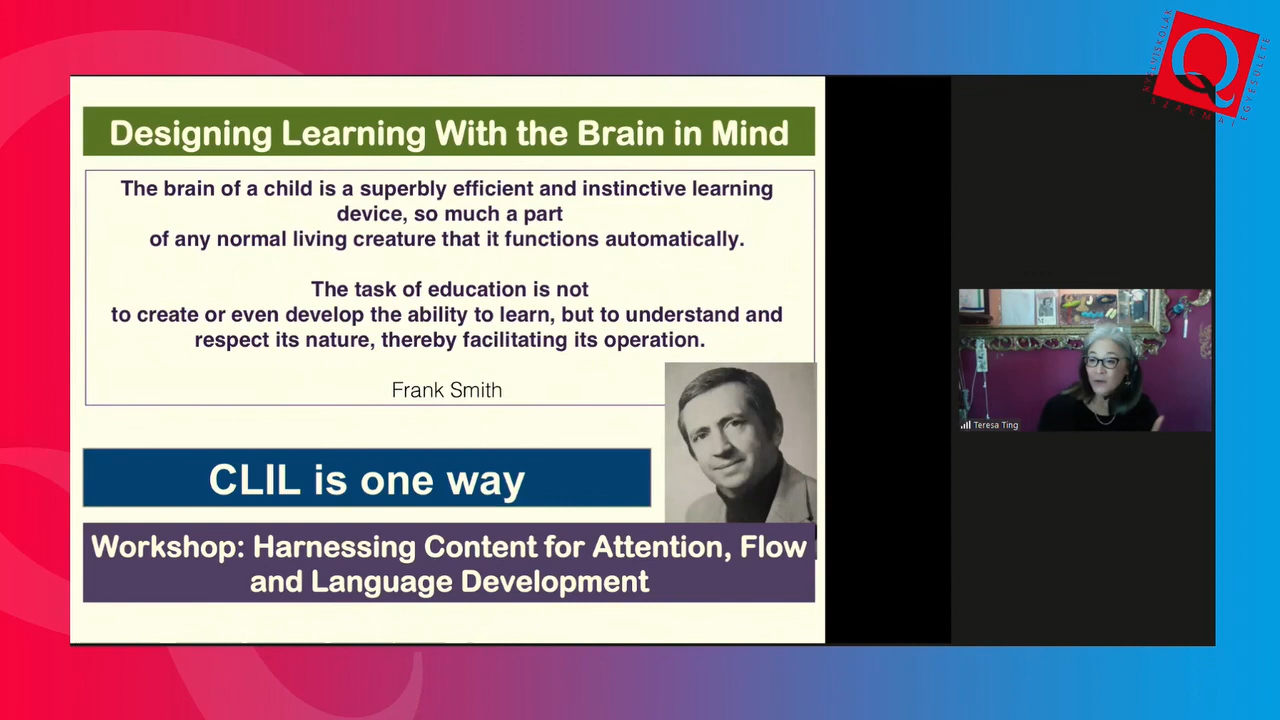 Designing Learning With the Brain in Mind
The brain of a child is a superbly efficient and instinctive learning
device, so much a part
of any normal living creature that it functions automatically.
The task of education is not
to create or even develop the ability to learn, but to understand and
respect its nature, thereby facilitating its operation.
Frank Smith
CLIL is one way
Workshop: Harnessing Content for Attention, Flow
and Language Development
Teresa Ting
NYELVISKOLÁK
SZAKMAI
EGYESÜLETE
Q